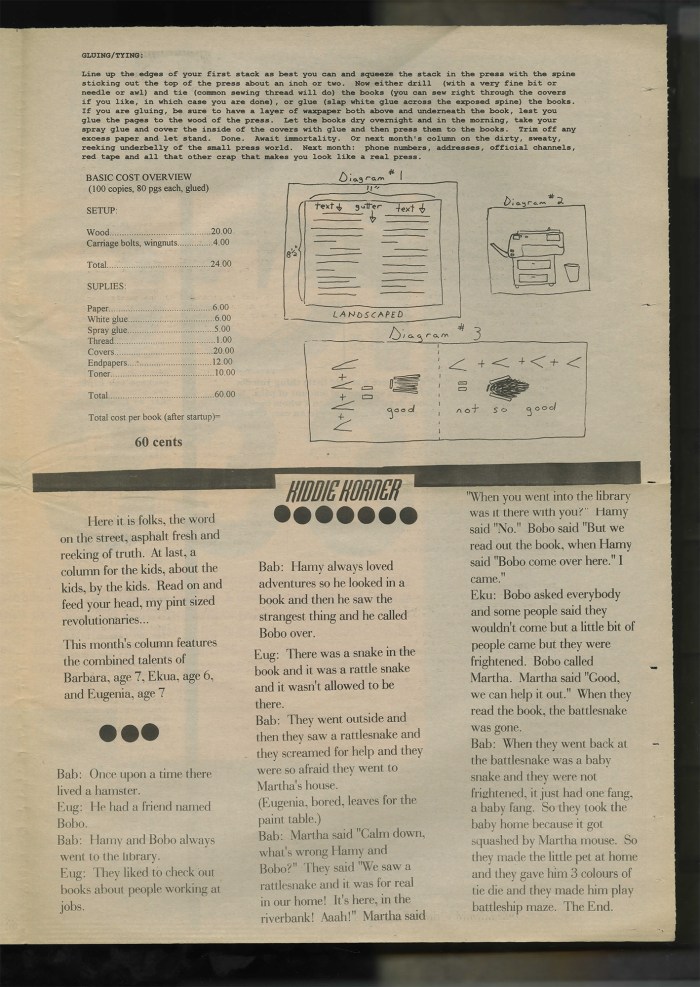 GLUING/TYING:
Line up the edges of your first stack as best you can and squeeze the stack in the press with the spine
sticking out the top of the press about an inch or two.  Now either drill  (with a very fine bit or
needle or awl) and tie (common sewing thread will do) the books (you can sew right through the covers
if you like, in which case you are done), or glue (slap white glue across the exposed spine) the books.
If you are gluing, be sure to have a layer of waxpaper both above and underneath the book, lest you
glue the pages to the wood of the press.  Let the books dry overnight and in the morning, take your
spray glue and cover the inside of the covers with glue and then press them to the books.  Trim off any
excess paper and let stand.  Done.  Await immortality.  Or next month's column on the dirty, sweaty,
reeking underbelly of the small press world.  Next month:  phone numbers, addresses, official channels,
red tape and all that other crap that makes you look like a real press.
BASIC COST OVERVIEW
(100 copies, 80 pgs each, glued)
SETUP:
Wood...............................20.00
Carriage bolts, wingnuts............4.00
Total...............................24.00
SUPLIES:
Paper...............................6.00
White glue..........................6.00
Spray glue..........................5.00
Thread..............................1.00
Covers.............................20.00
Endpapers..........................12.00
Toner..............................10.00
Total..............................60.00
Total cost per book (after startup)=
60 cents
Diagram #1
11"
text gutter text
8½"
LANDSCAPED
Diagram #2
Diagram #3
< + < + < + <
+
<
+
<
+
<
=
good
=
not so good
KIDDIE KORNER
Here it is folks, the word
on the street, asphalt fresh and
reeking of truth.  At last, a
column for the kids, about the
kids, by the kids.  Read on and
feed your head, my pint sized
revolutionaries...
This month's column features
the combined talents of
Barbara, age 7, Ekua, age 6,
and Eugenia, age 7
Bab:  Once upon a time there
lived a hamster.
Eug:  He had a friend named
Bobo.
Bab:  Hamy and Bobo always
went to the library.
Eug:  They liked to check out
books about people working at
jobs.
Bab:  Hamy always loved
adventures so he looked in a
book and then he saw the
strangest thing and he called
Bobo over.
Eug:  There was a snake in the
book and it was a rattle snake
and it wasn't allowed to be
there.
Bab:  They went outside and
then they saw a rattlesnake and
they screamed for help and they
were so afraid they went to
Martha's house.
(Eugenia, bored, leaves for the
paint table.)
Bab:  Martha said "Calm down,
what's wrong Hamy and
Bobo?"  They said "We saw a
rattlesnake and it was for real
in our home!  It's here, in the
riverbank!  Aaah!"  Martha said
"When you went into the library
was it there with you?"  Hamy
said "No."  Bobo said "But we
read out the book, when Hamy
said "Bobo come over here." I
came."
Eku:  Bobo asked everybody
and some people said they
wouldn't come but a little bit of
people came but they were
frightened.  Bobo called
Martha.  Martha said "Good,
we can help it out."  When they
read the book, the battlesnake
was gone.
Bab:  When they went back at
the battlesnake was a baby
snake and they were not
frightened, it just had one fang,
a baby fang.  So they took the
baby home because it got
squashed by Martha mouse.  So
they made the little pet at home
and they gave him 3 colours of
tie die and they made him play
battleship maze.  The End.